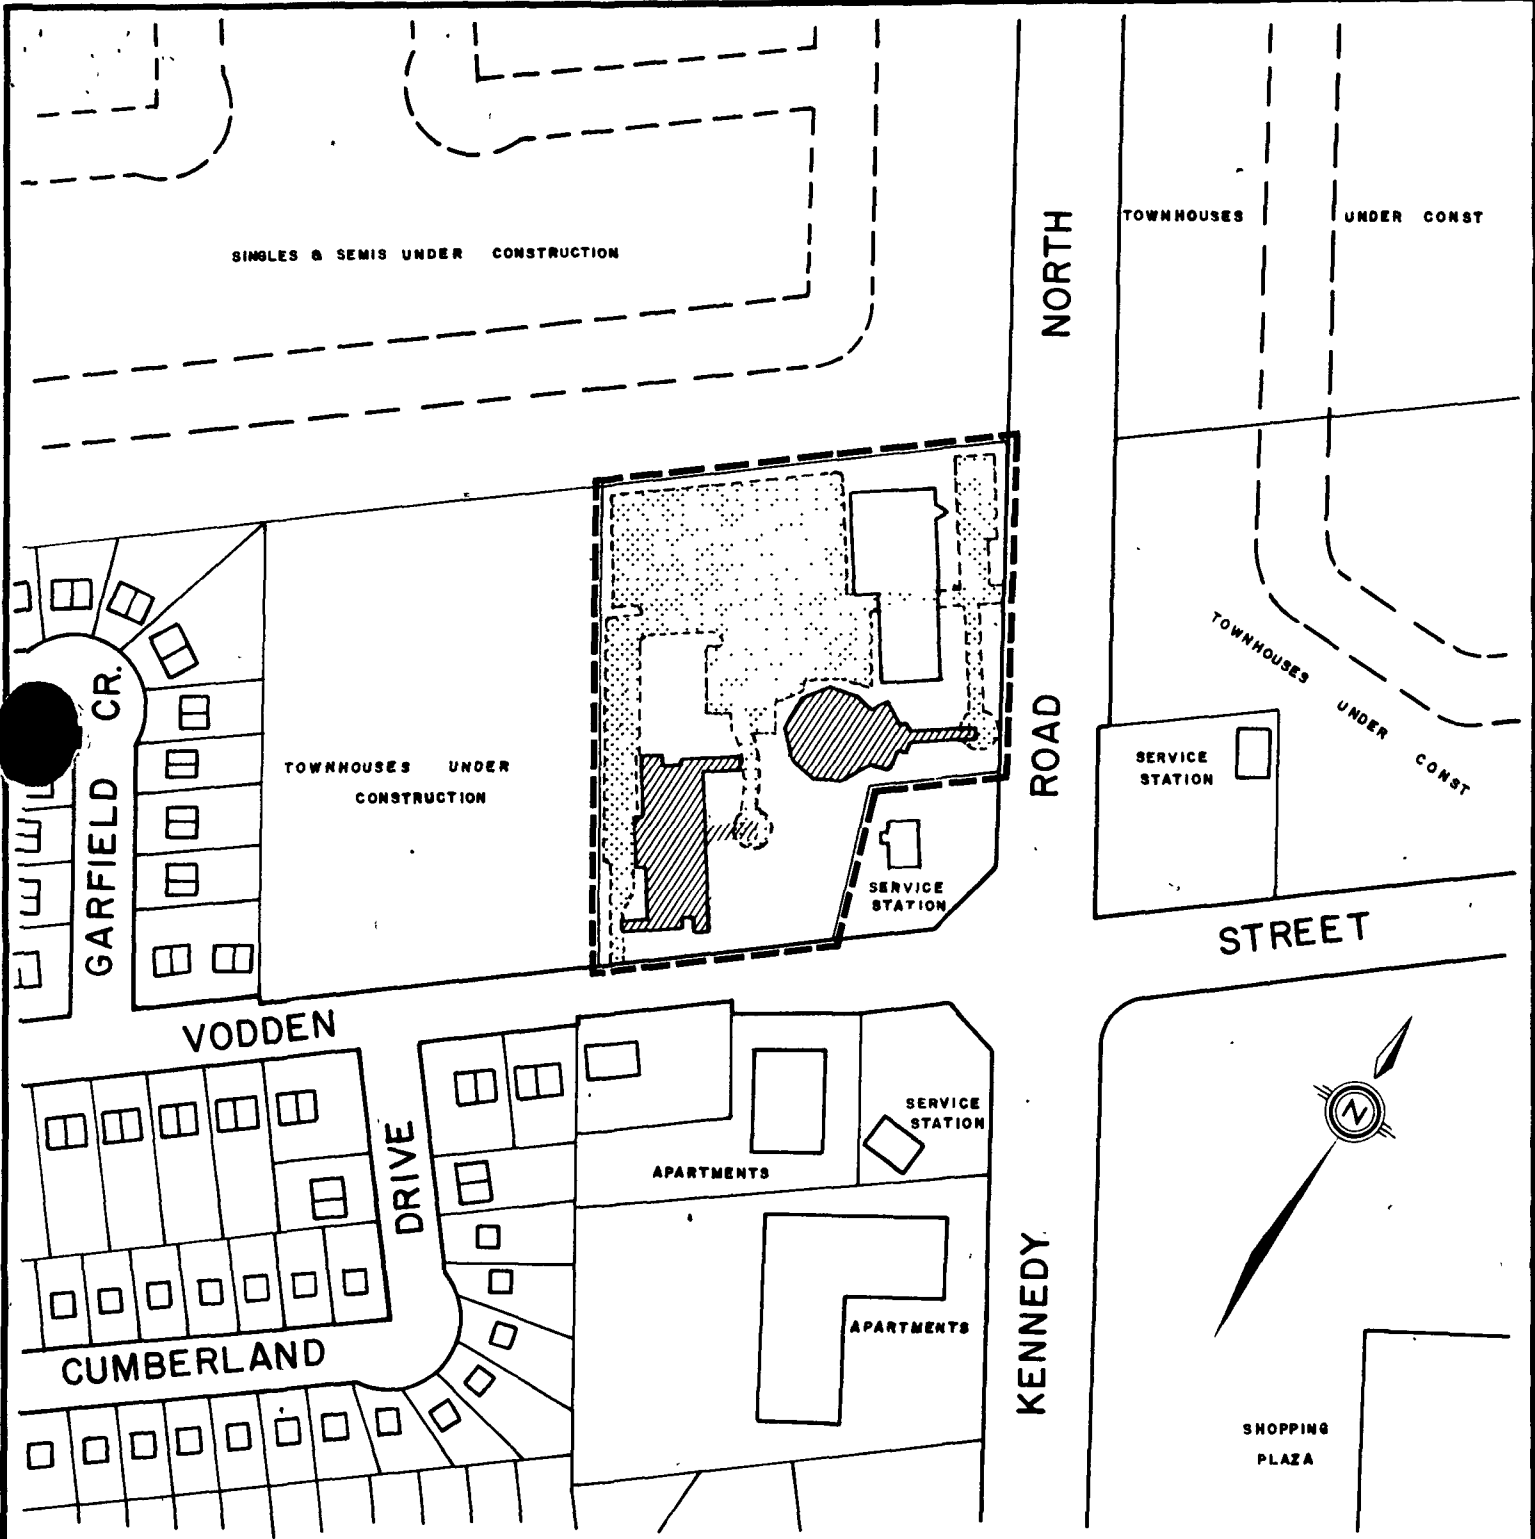 NORTH
TOWNHOUSES UNDER CONST
SINGLES & SEMIS UNDER CONSTRUCTION
TOWNHOUSES UNDER CONST
GARFIELD CR.
ROAD
TOWNHOUSES UNDER
CONSTRUCTION
SERVICE
STATION
SERVICE
STATION
STREET
VODDEN
N
SERVICE
STATION
DRIVE
APARTMENTS
KENNEDY
APARTMENTS
CUMBERLAND
SHOPPING
PLAZA